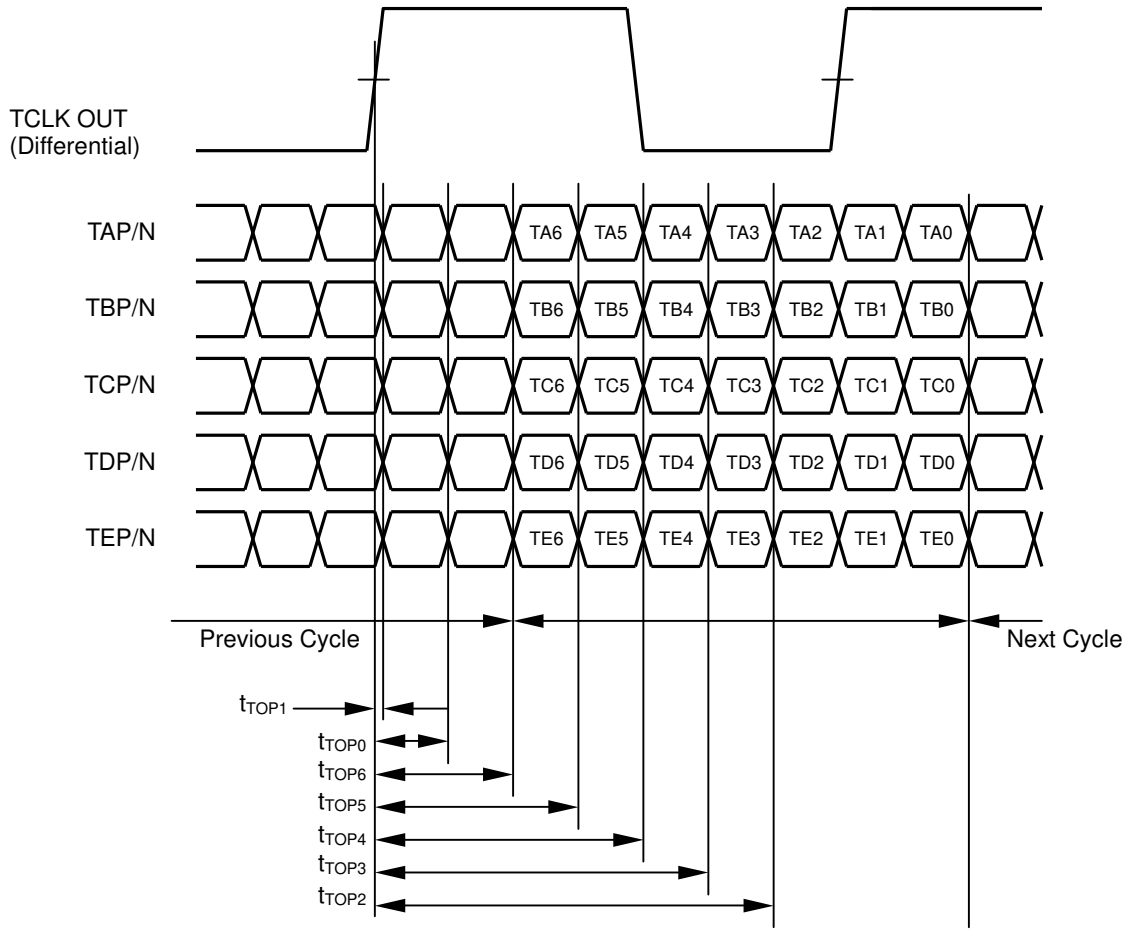 TCLK OUT
(Differential)
TAP/N
TA6 TA5 TA4 TA3 TA2 TA1 TA0
TBP/N
TB6 TB5 TB4 TB3 TB2 TB1 TB0
TCP/N
TC6 TC5 TC4 TC3 TC2 TC1 TC0
TDP/N
TD6 TD5 TD4 TD3 TD2 TD1 TD0
TEP/N
TE6 TE5 TE4 TE3 TE2 TE1 TE0
Previous Cycle
Next Cycle
tTOP1
tTOP0
tTOP6
tTOP5
tTOP4
tTOP3
tTOP2